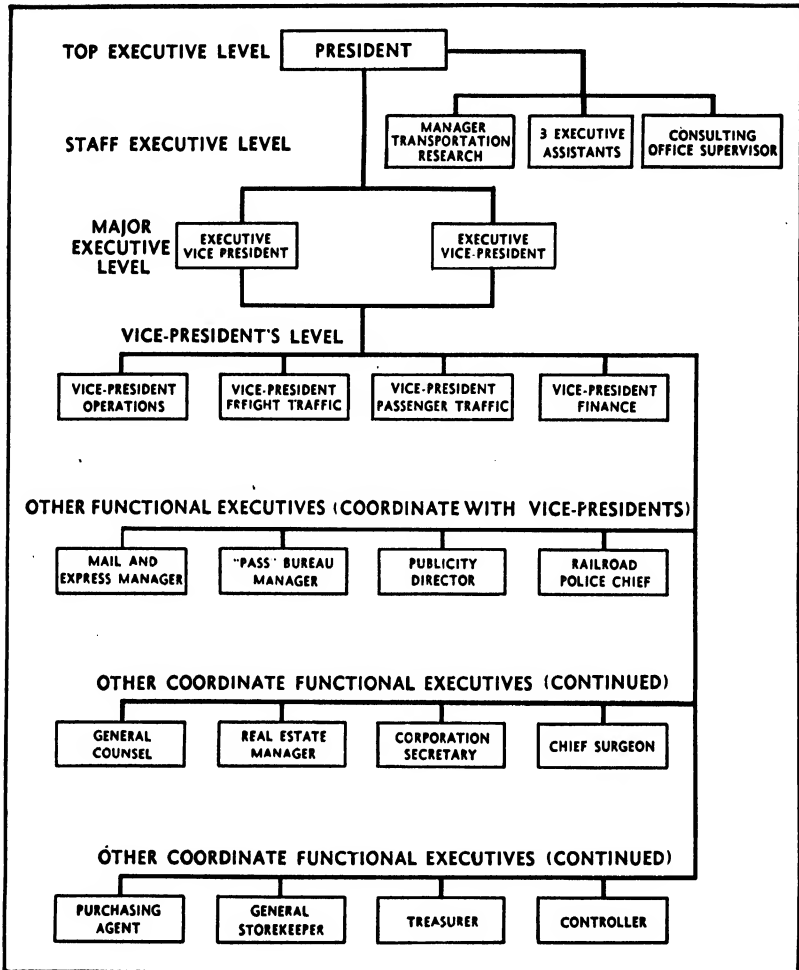 TOP EXECUTIVE LEVEL
PRESIDENT
STAFF EXECUTIVE LEVEL
MANAGER
TRANSPORTATION
RESEARCH
3 EXECUTIVE
ASSISTANTS
CONSULTING
OFFICE SUPERVISOR
MAJOR
EXECUTIVE
LEVEL
EXECUTIVE
VICE PRESIDENT
EXECUTIVE
VICE-PRESIDENT
VICE-PRESIDENT'S LEVEL
VICE-PRESIDENT
OPERATIONS
VICE-PRESIDENT
FREIGHT TRAFFIC
VICE-PRESIDENT
PASSENGER TRAFFIC
VICE-PRESIDENT
FINANCE
OTHER FUNCTIONAL EXECUTIVES (COORDINATE WITH VICE-PRESIDENTS)
MAIL AND
EXPRESS MANAGER
"PASS' BUREAU
MANAGER
PUBLICITY
DIRECTOR
RAILROAD
POLICE CHIEF
OTHER COORDINATE FUNCTIONAL EXECUTIVES (CONTINUED)
GENERAL
COUNSEL
REAL ESTATE
MANAGER
CORPORATION
SECRETARY
CHIEF SURGEON
OTHER COORDINATE FUNCTIONAL EXECUTIVES (CONTINUED)
PURCHASING
AGENT
GENERAL
STOREKEEPER
TREASURER
CONTROLLER